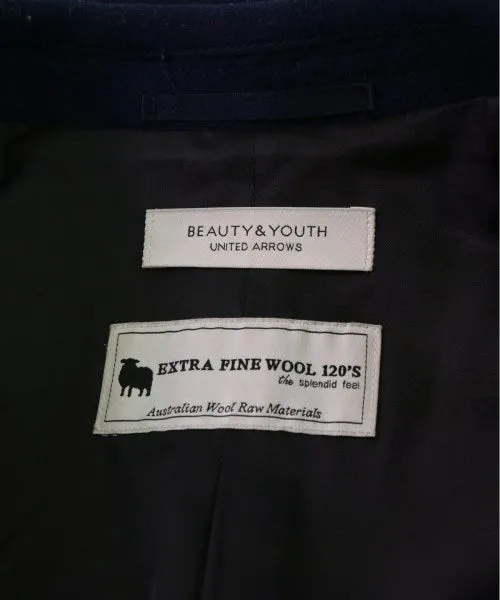 BEAUTY&YOUTH
UNITED ARROWS
EXTRA FINE WOOL 120'S
the splendid feel
Australian Wool Raw Materials